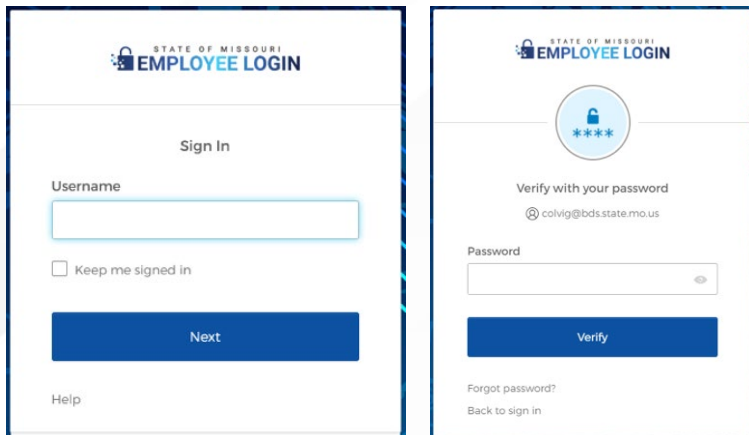 STATE OF MISSOURI
EMPLOYEE LOGIN
Sign In
Username
Keep me signed in
Next
Help
STATE OF MISSOURI
EMPLOYEE LOGIN
****
Verify with your password
colvig@bds.state.mo.us
Password
Verify
Forgot password?
Back to sign in